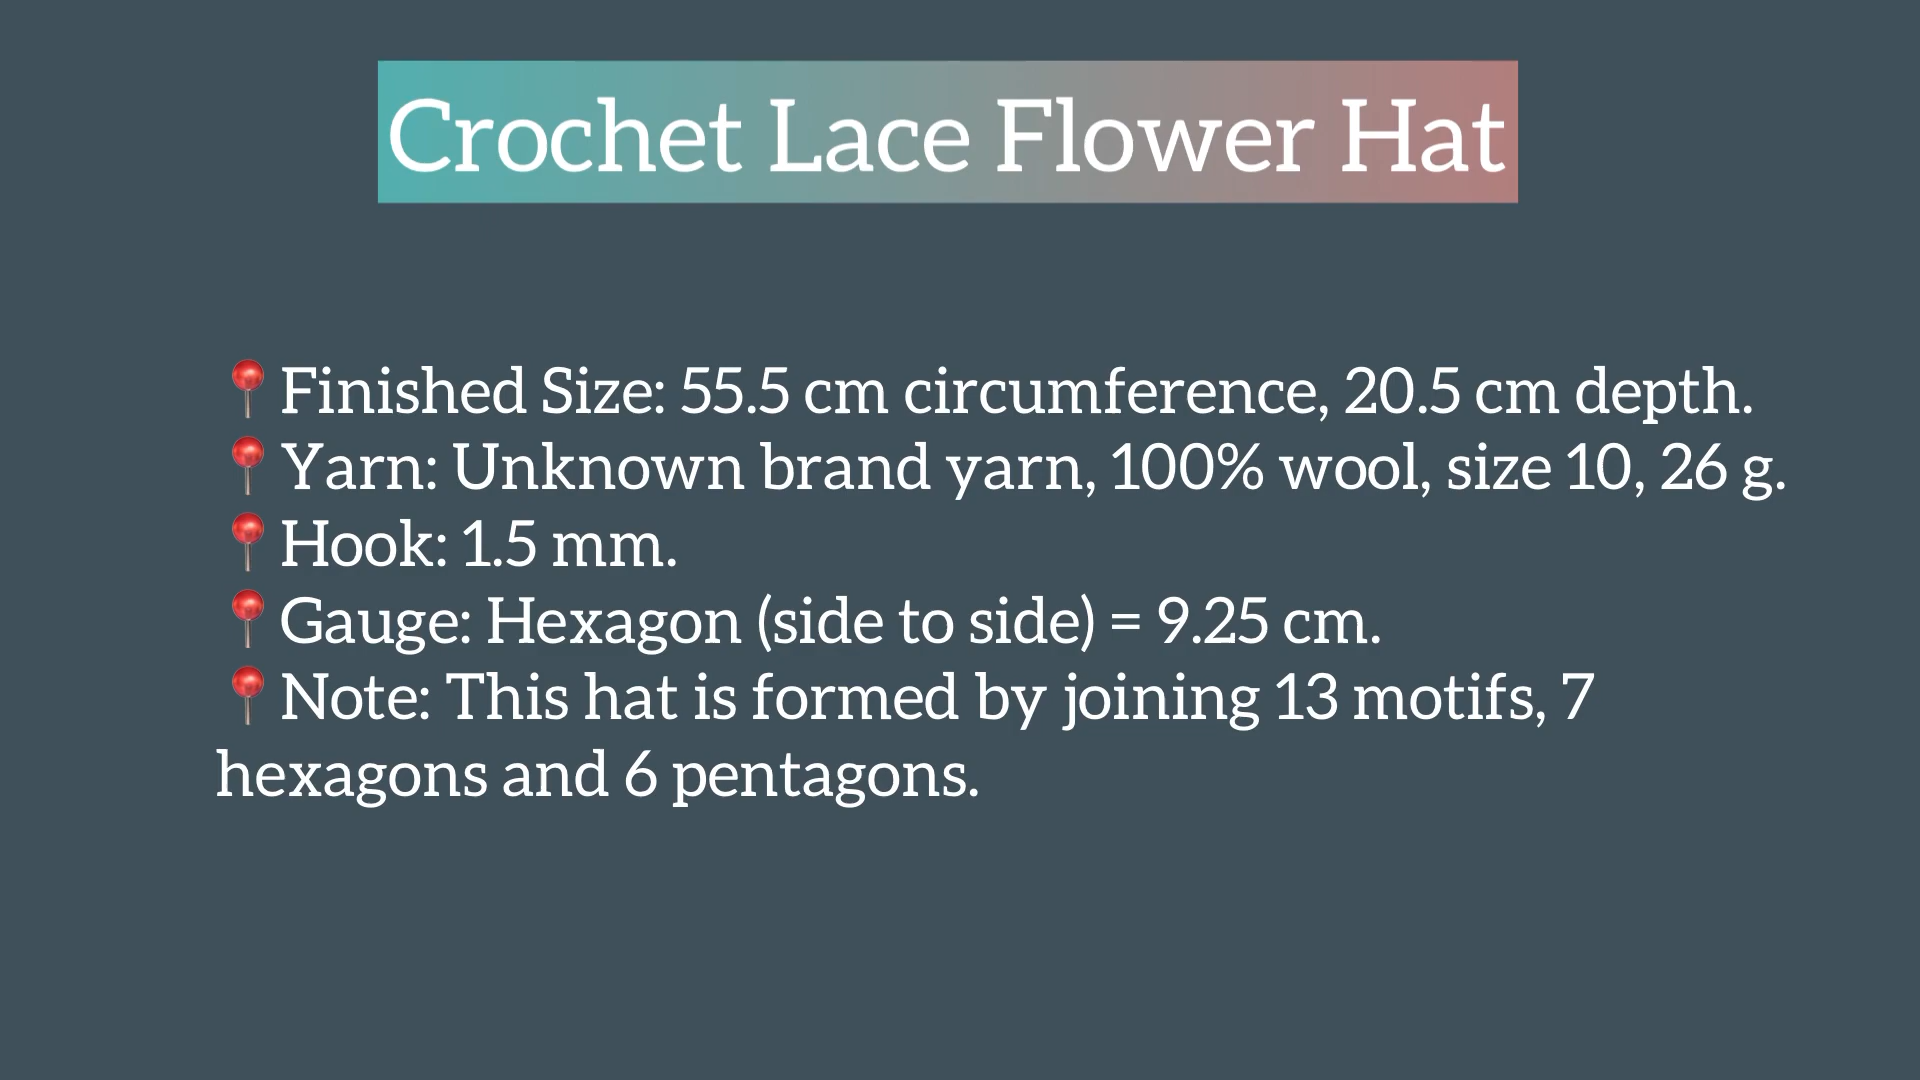 Crochet Lace Flower Hat
📍Finished Size: 55.5 cm circumference, 20.5 cm depth.
📍Yarn: Unknown brand yarn, 100% wool, size 10, 26 g.
📍Hook: 1.5 mm.
📍Gauge: Hexagon (side to side) = 9.25 cm.
📍Note: This hat is formed by joining 13 motifs, 7
hexagons and 6 pentagons.